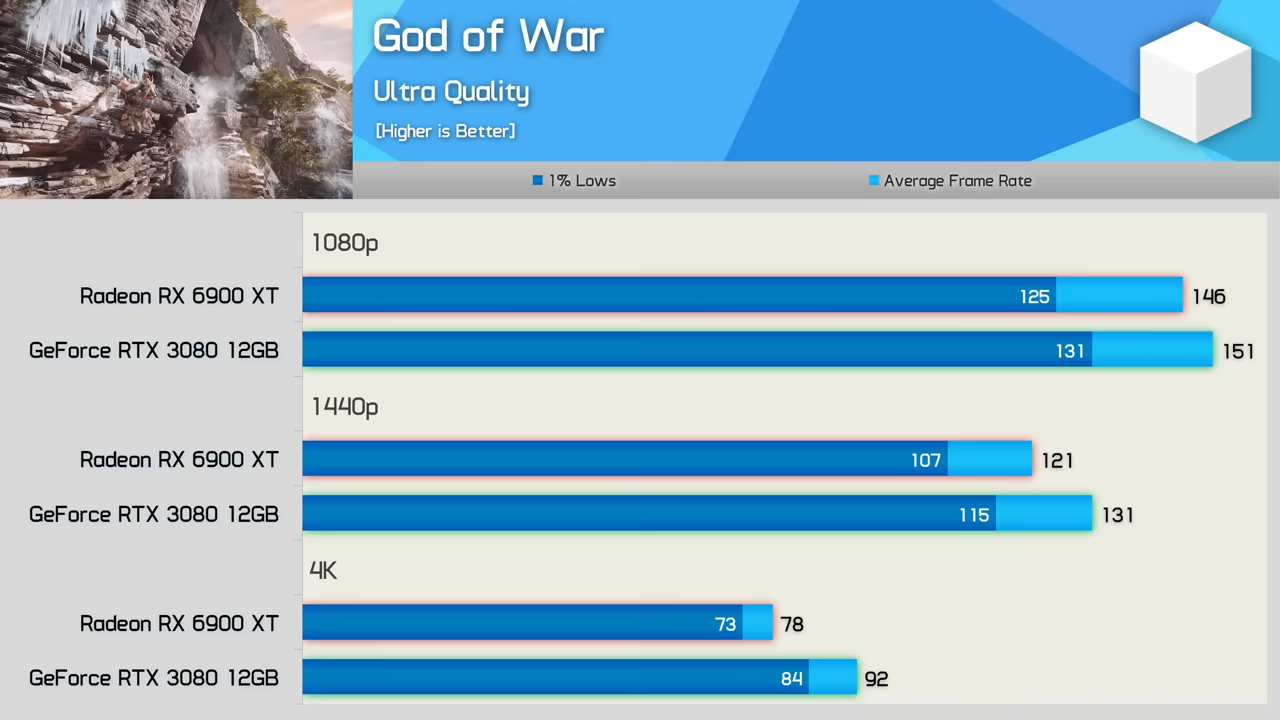 God of War
Ultra Quality
[Higher is Better]
1% Lows Average Frame Rate
1080p
Radeon RX 6900 XT 125 146
GeForce RTX 3080 12GB 131 151
1440p
Radeon RX 6900 XT 107 121
GeForce RTX 3080 12GB 115 131
4K
Radeon RX 6900 XT 73 78
GeForce RTX 3080 12GB 84 92